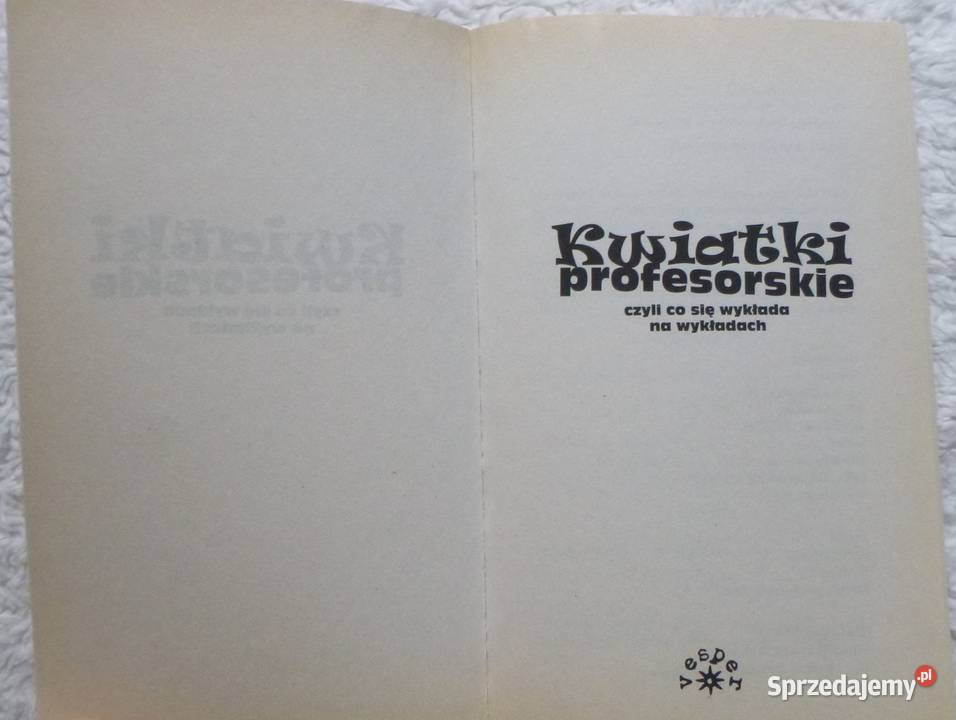 Kwiatki
profesorskie
czyli co się wykłada
na wykładach
vesper
Sprzedajemy.pl